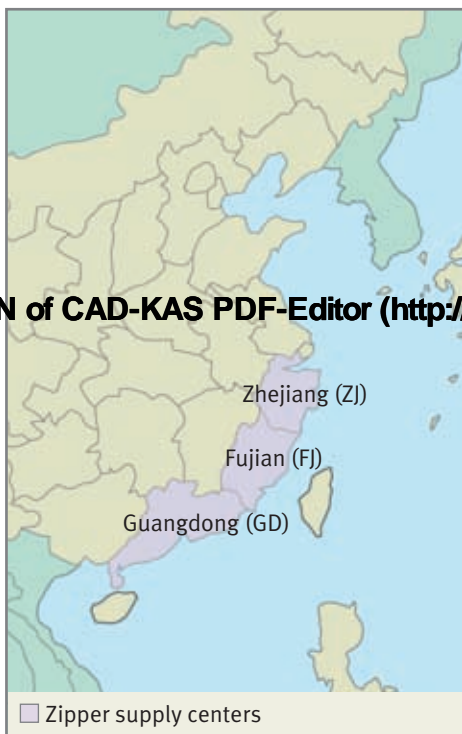 N of CAD-KAS PDF-Editor (http:/
Zhejiang (ZJ)
Fujian (FJ)
Guangdong (GD)
Zipper supply centers